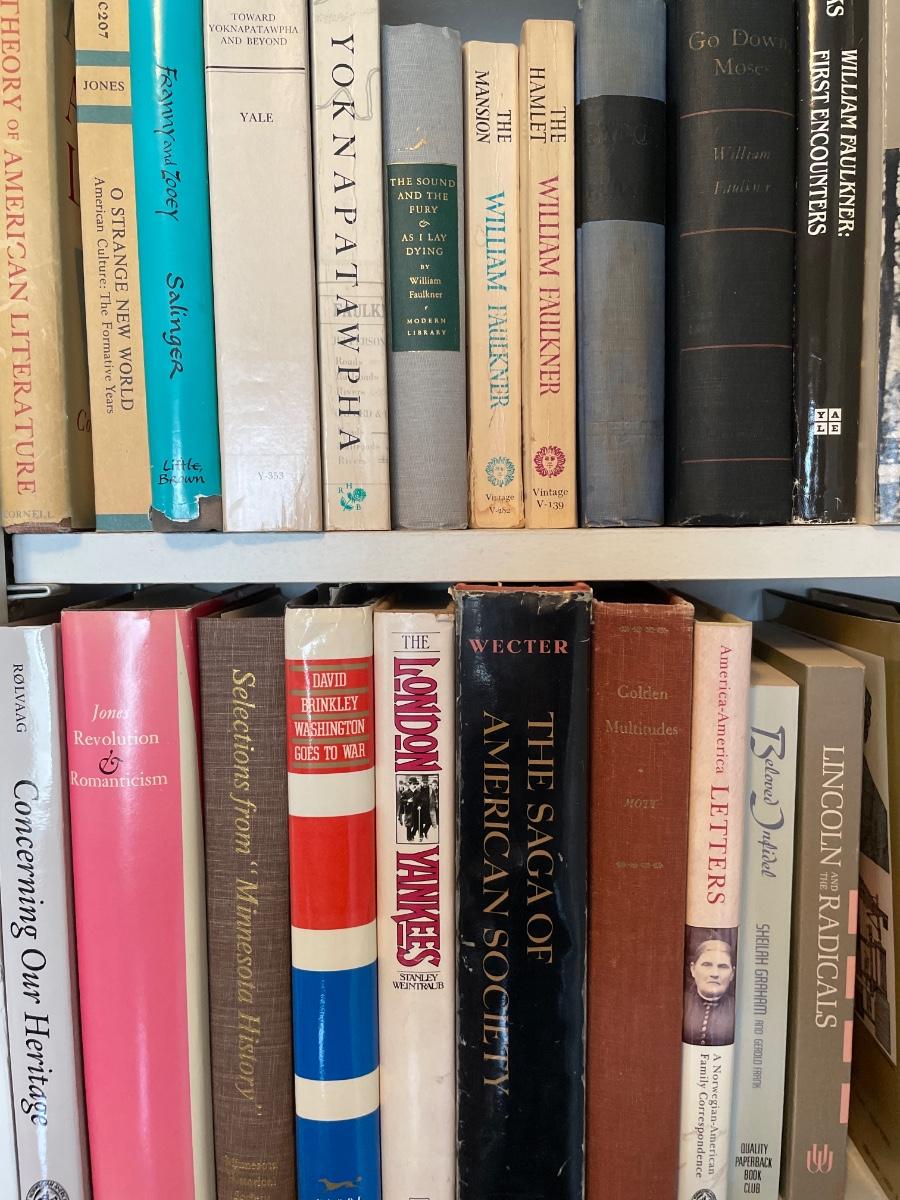 THEORY OF AMERICAN LITERATURE
CORNELL
C207
JONES
O STRANGE NEW WORLD
American Culture: The Formative Years
Franny and Zooey
Salinger
Little,
Brown
TOWARD
YOKNAPATAWPHA
AND BEYOND
YALE
Y-353
YOKNAPATAWPHA
RHB
THE SOUND
AND THE
FURY
&
AS I LAY
DYING
BY
William
Faulkner
MODERN
LIBRARY
THE
MANSION
WILLIAM FAULKNER
Vintage
V-282
THE
HAMLET
WILLIAM FAULKNER
Vintage
V-139
Go Down
Moses
William
Faulkner
WILLIAM FAULKNER:
FIRST ENCOUNTERS
YALE
RØLVAAG
Concerning Our Heritage
Jones
Revolution
&
Romanticism
Selections from "Minnesota History"
DAVID
BRINKLEY
WASHINGTON
GOES TO WAR
THE
LONDON
YANKEES
STANLEY
WEINTRAUB
WECTER
THE SAGA OF
AMERICAN SOCIETY
Golden
Multitudes
MOTT
America-America LETTERS
A Norwegian-American
Family Correspondence
Beloved Infidel
SHEILAH GRAHAM AND GEROLD FRANK
QUALITY
PAPERBACK
BOOK
CLUB
LINCOLN AND THE RADICALS